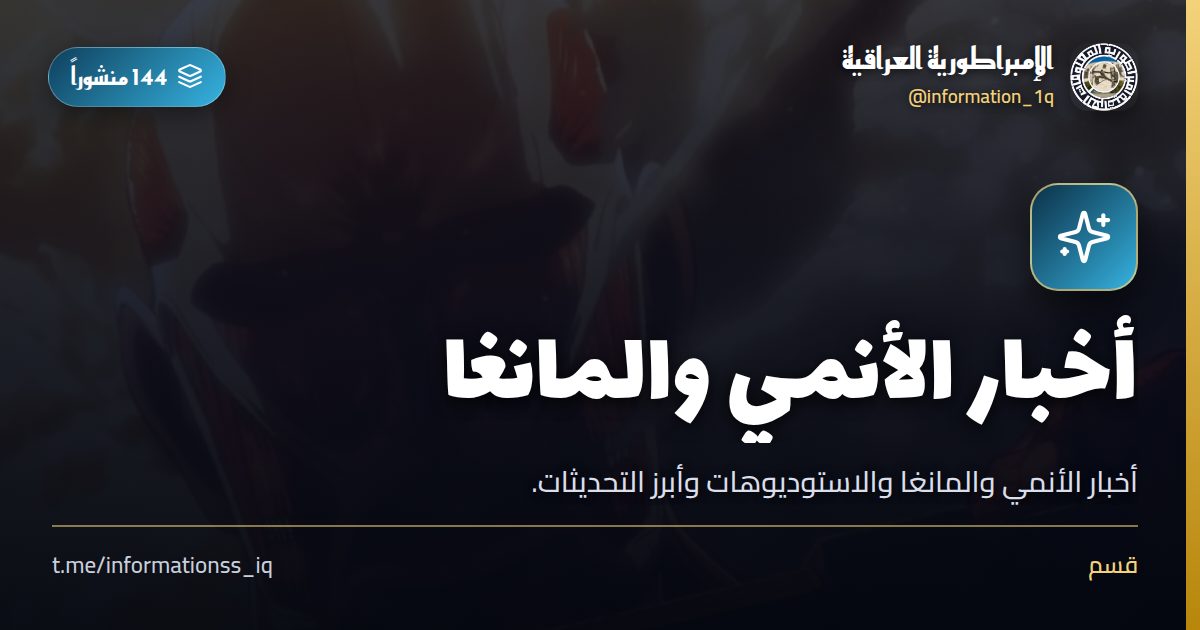 الإمبراطورية العراقية
@information_1q
144 منشوراً
أخبار الأنمي والمانغا
أخبار الأنمي والمانغا والاستوديوهات وأبرز التحديثات.
قسم
t.me/informationss_iq